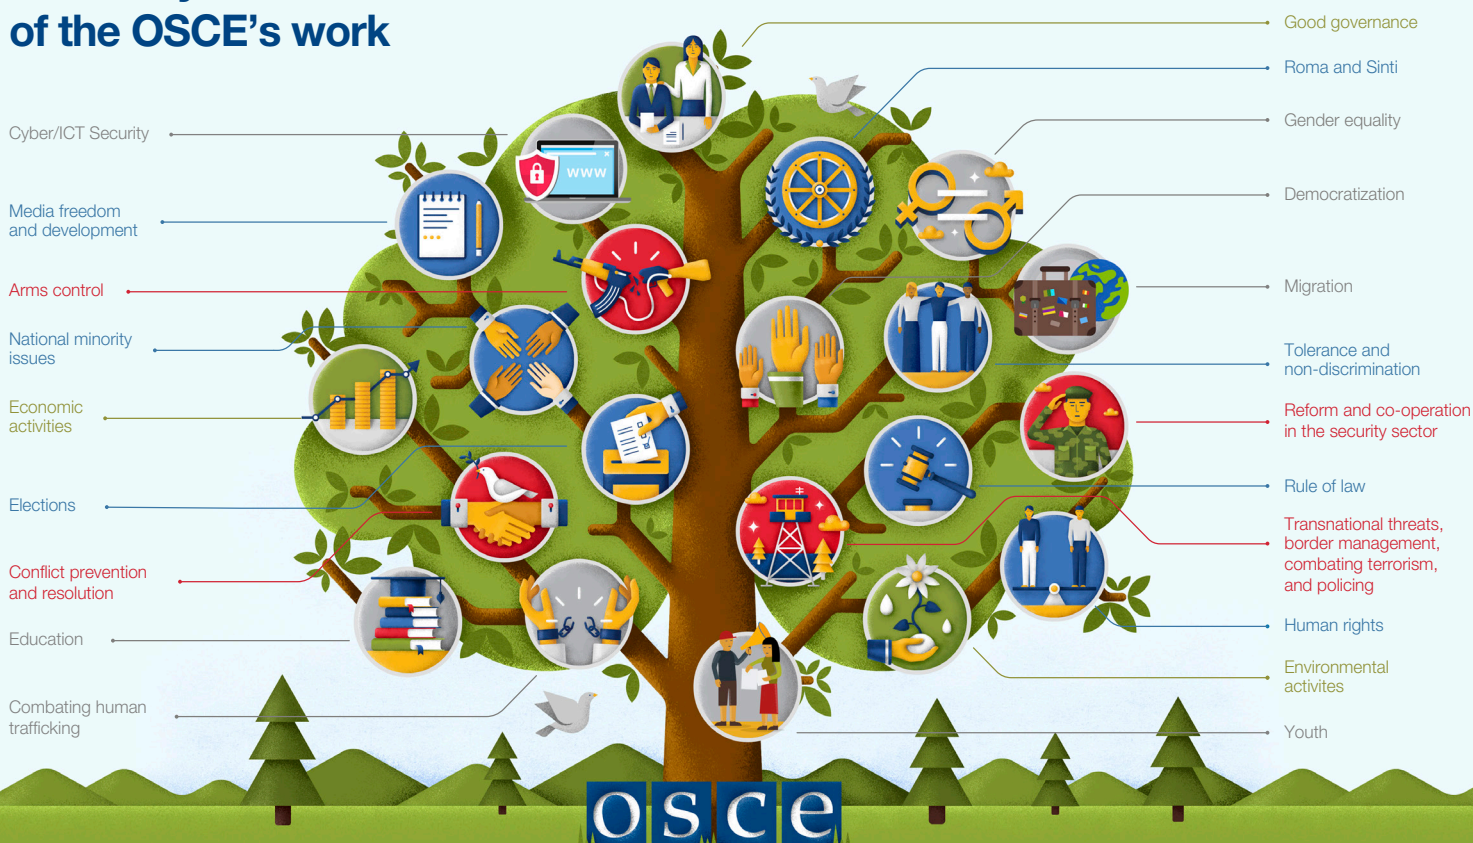 of the OSCE's work
Cyber/ICT Security
Media freedom
and development
Arms control
National minority
issues
Economic
activities
Elections
Conflict prevention
and resolution
Education
Combating human
trafficking
www
Good governance
Roma and Sinti
Gender equality
Democratization
Migration
Tolerance and
non-discrimination
Reform and co-operation
in the security sector
Rule of law
Transnational threats,
border management,
combating terrorism,
and policing
Human rights
Environmental
activites
Youth
osce